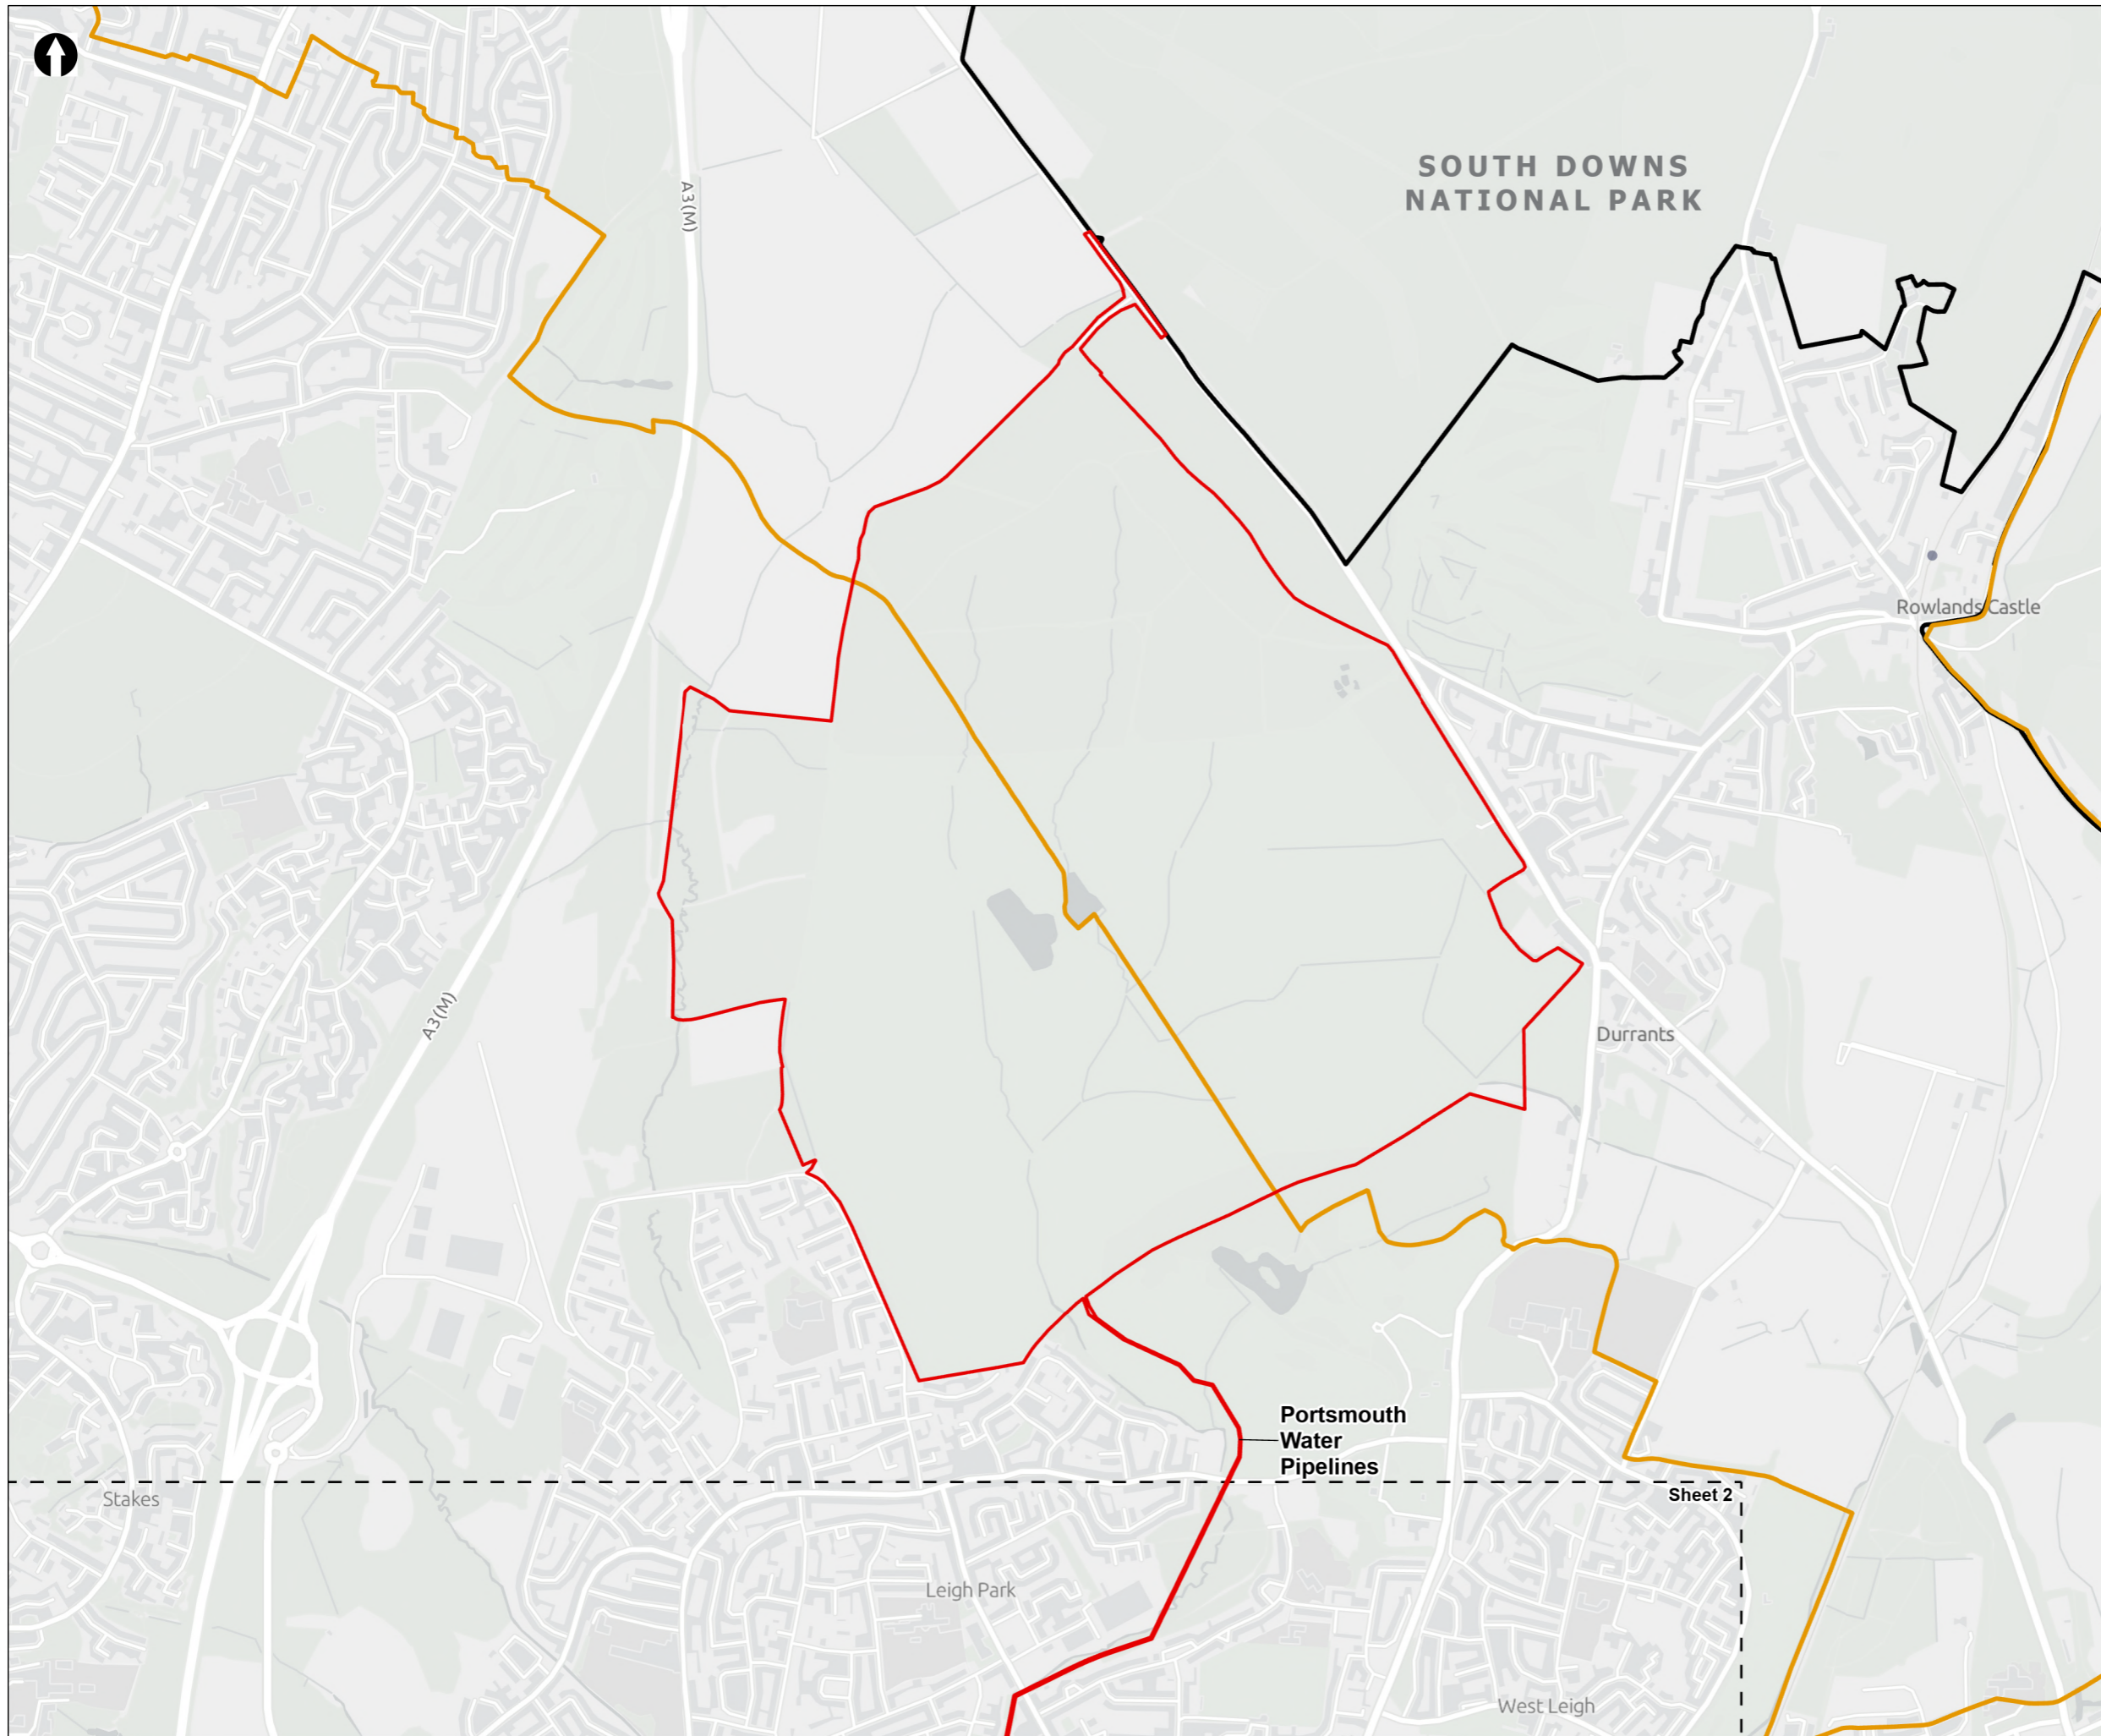 SOUTH DOWNS
NATIONAL PARK
A3(M)
Rowlands Castle
A3(M)
Durrants
Portsmouth
Water
Pipelines
Sheet 2
Stakes
Leigh Park
West Leigh